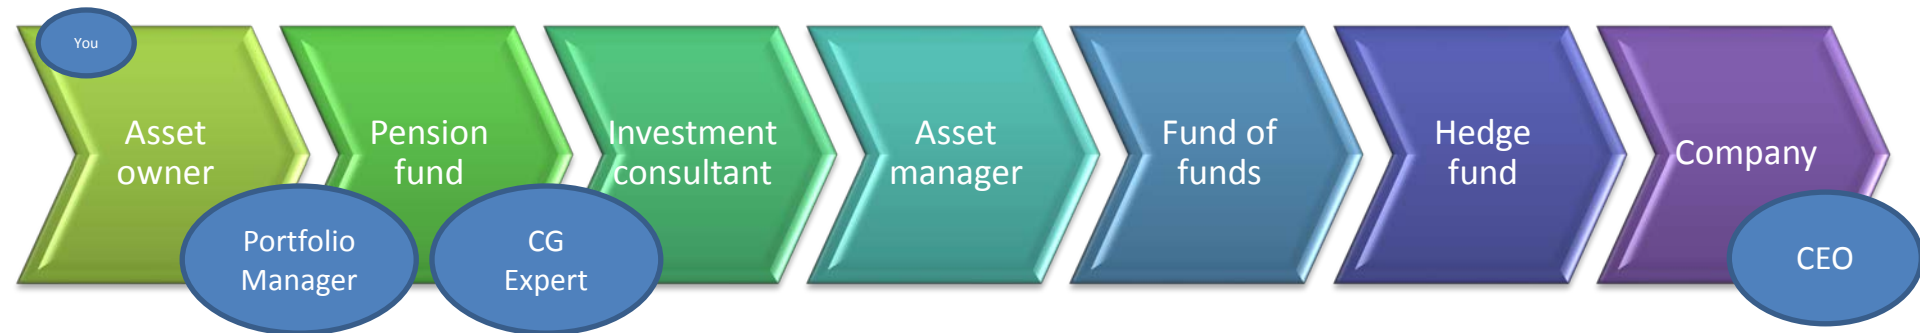 You
Asset
owner
Pension
fund
Investment
consultant
Asset
manager
Fund of
funds
Hedge
fund
Company
Portfolio
Manager
CG
Expert
CEO